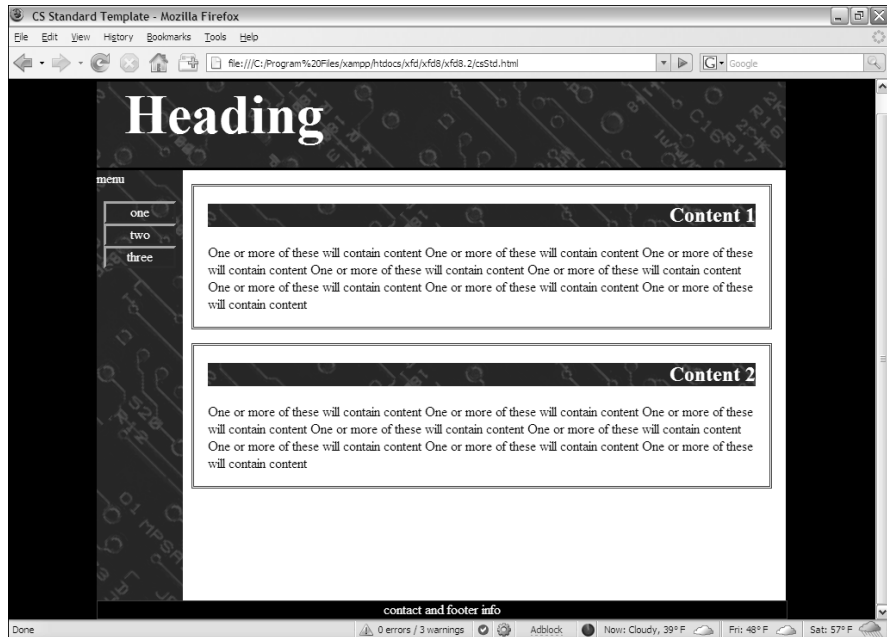 CS Standard Template - Mozilla Firefox
File Edit View History Bookmarks Tools Help
file:///C:/Program%20Files/xampp/htdocs/xfd/xfd8/xfd8.2/csStd.html
G Google
Heading
menu
one
two
three
Content 1
One or more of these will contain content One or more of these will contain content One or more of these
will contain content One or more of these will contain content One or more of these will contain content
One or more of these will contain content One or more of these will contain content One or more of these
will contain content
Content 2
One or more of these will contain content One or more of these will contain content One or more of these
will contain content One or more of these will contain content One or more of these will contain content
One or more of these will contain content One or more of these will contain content One or more of these
will contain content
contact and footer info
Done 0 errors / 3 warnings Adblock Now: Cloudy, 39° F Fri: 48° F Sat: 57° F